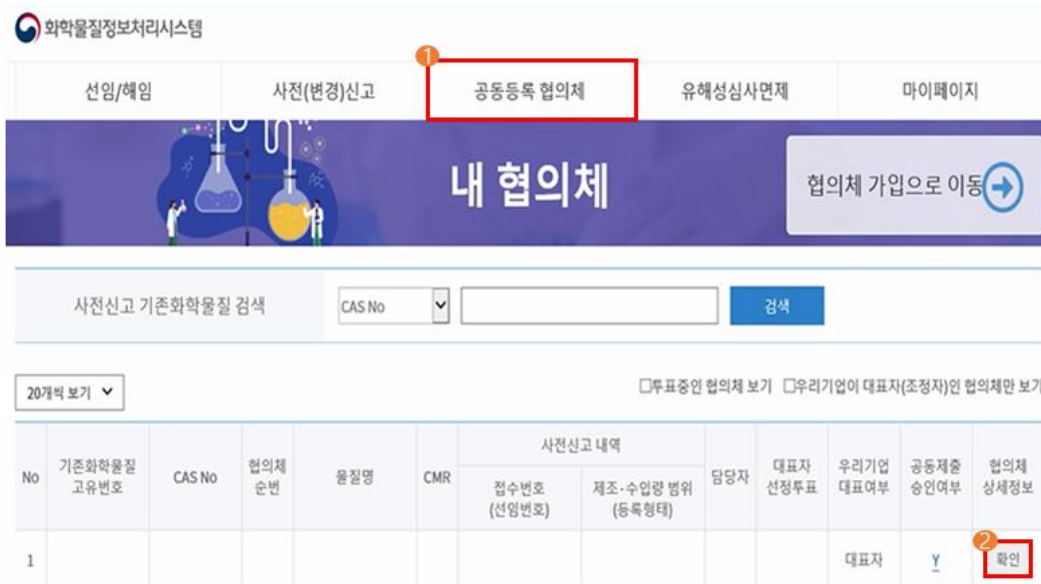 화학물질정보처리시스템
1
선임/해임 사전(변경)신고 공동등록 협의체 유해성심사면제 마이페이지
내 협의체
협의체 가입으로 이동
사전신고 기존화학물질 검색 CAS No 검색
20개씩 보기 □투표중인 협의체 보기 □우리기업이 대표자(조정자)인 협의체만 보기
사전신고 내역
No 기존화학물질 고유번호 CAS No 협의체 순번 물질명 CMR 접수번호 (선임번호) 제조·수입량 범위 (등록형태) 담당자 대표자 선정투표 우리기업 대표여부 공동제출 승인여부 협의체 상세정보
2
1 대표자 Y 확인